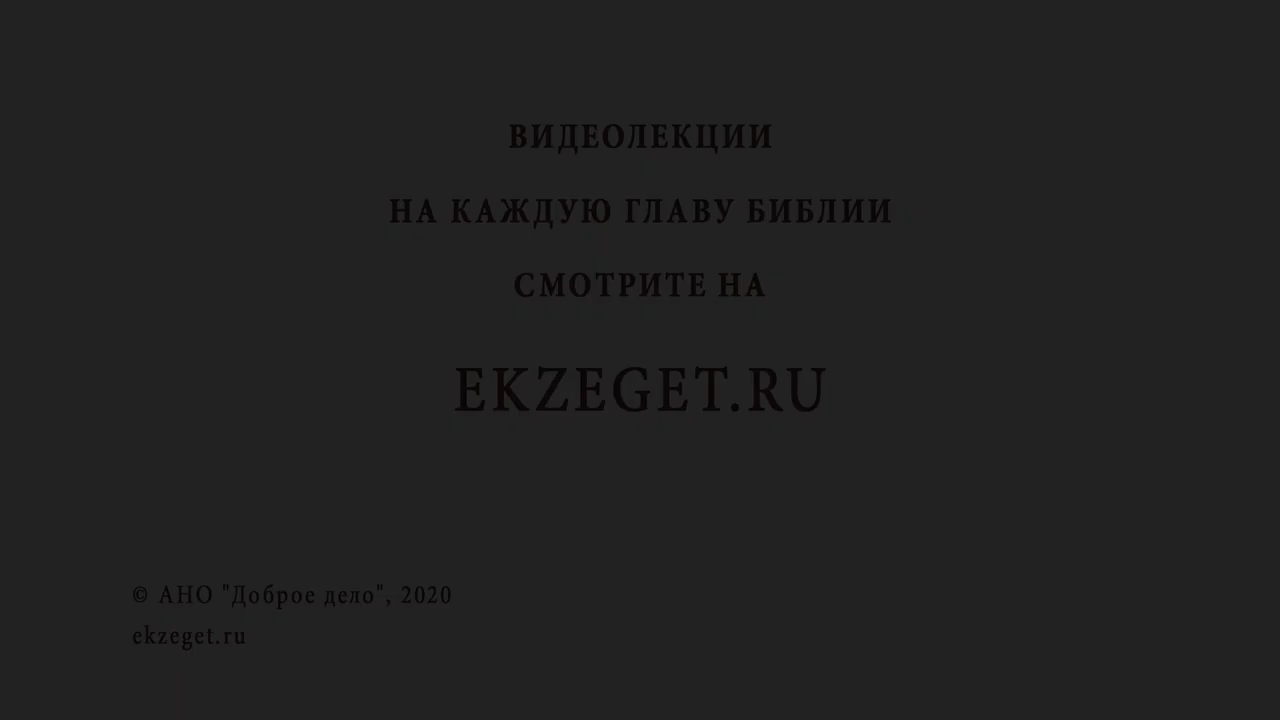 ВИДЕОЛЕКЦИИ
НА КАЖДУЮ ГЛАВУ БИБЛИИ
СМОТРИТЕ НА
EKZEGET.RU
© АНО "Доброе дело", 2020
ekzeget.ru